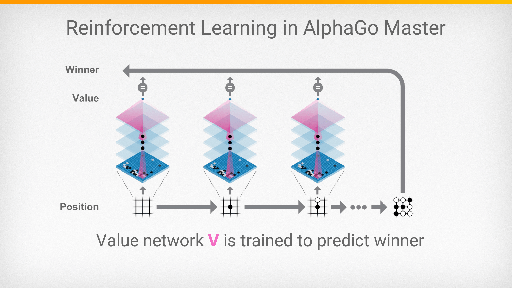 Reinforcement Learning in AlphaGo Master
Winner
Value
Position
Value network V is trained to predict winner